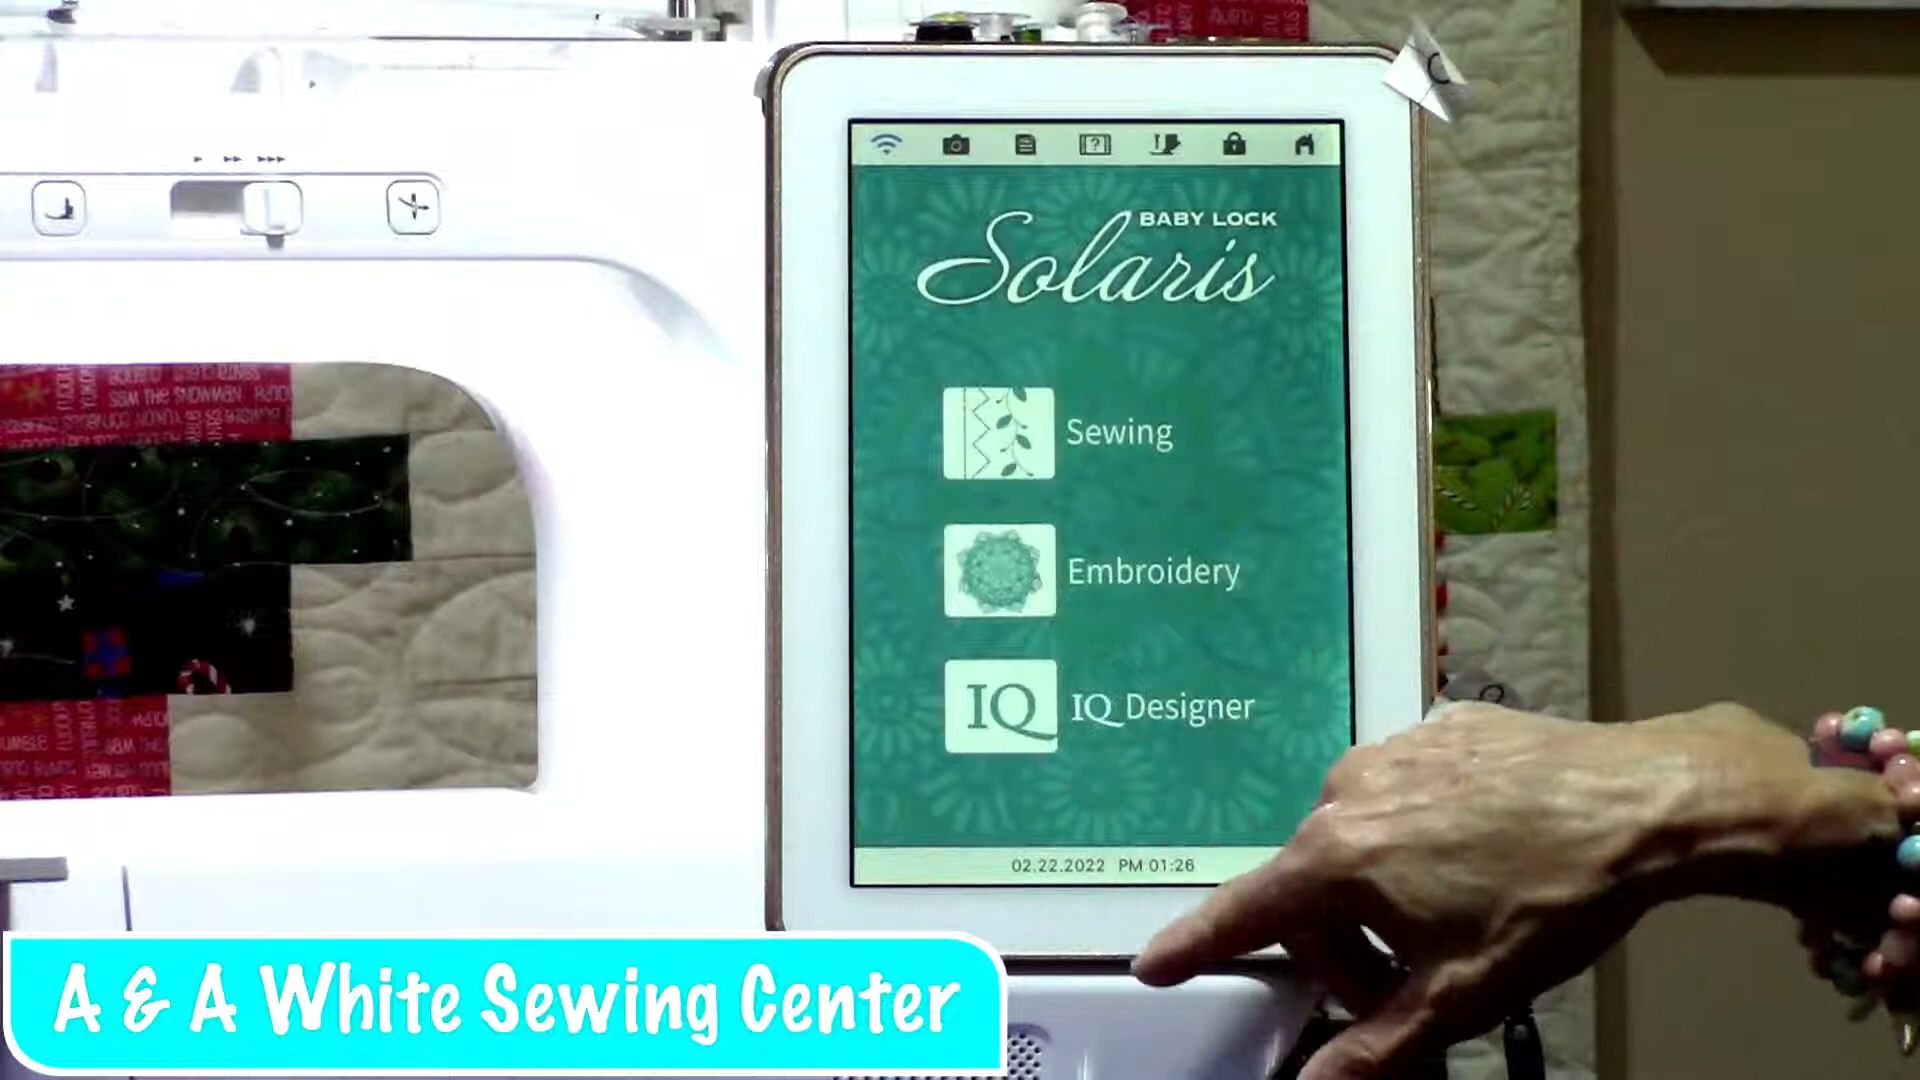 BABY LOCK
Solaris
Sewing
Embroidery
IQ
IQ Designer
02.22.2022 PM 01:26
A & A White Sewing Center